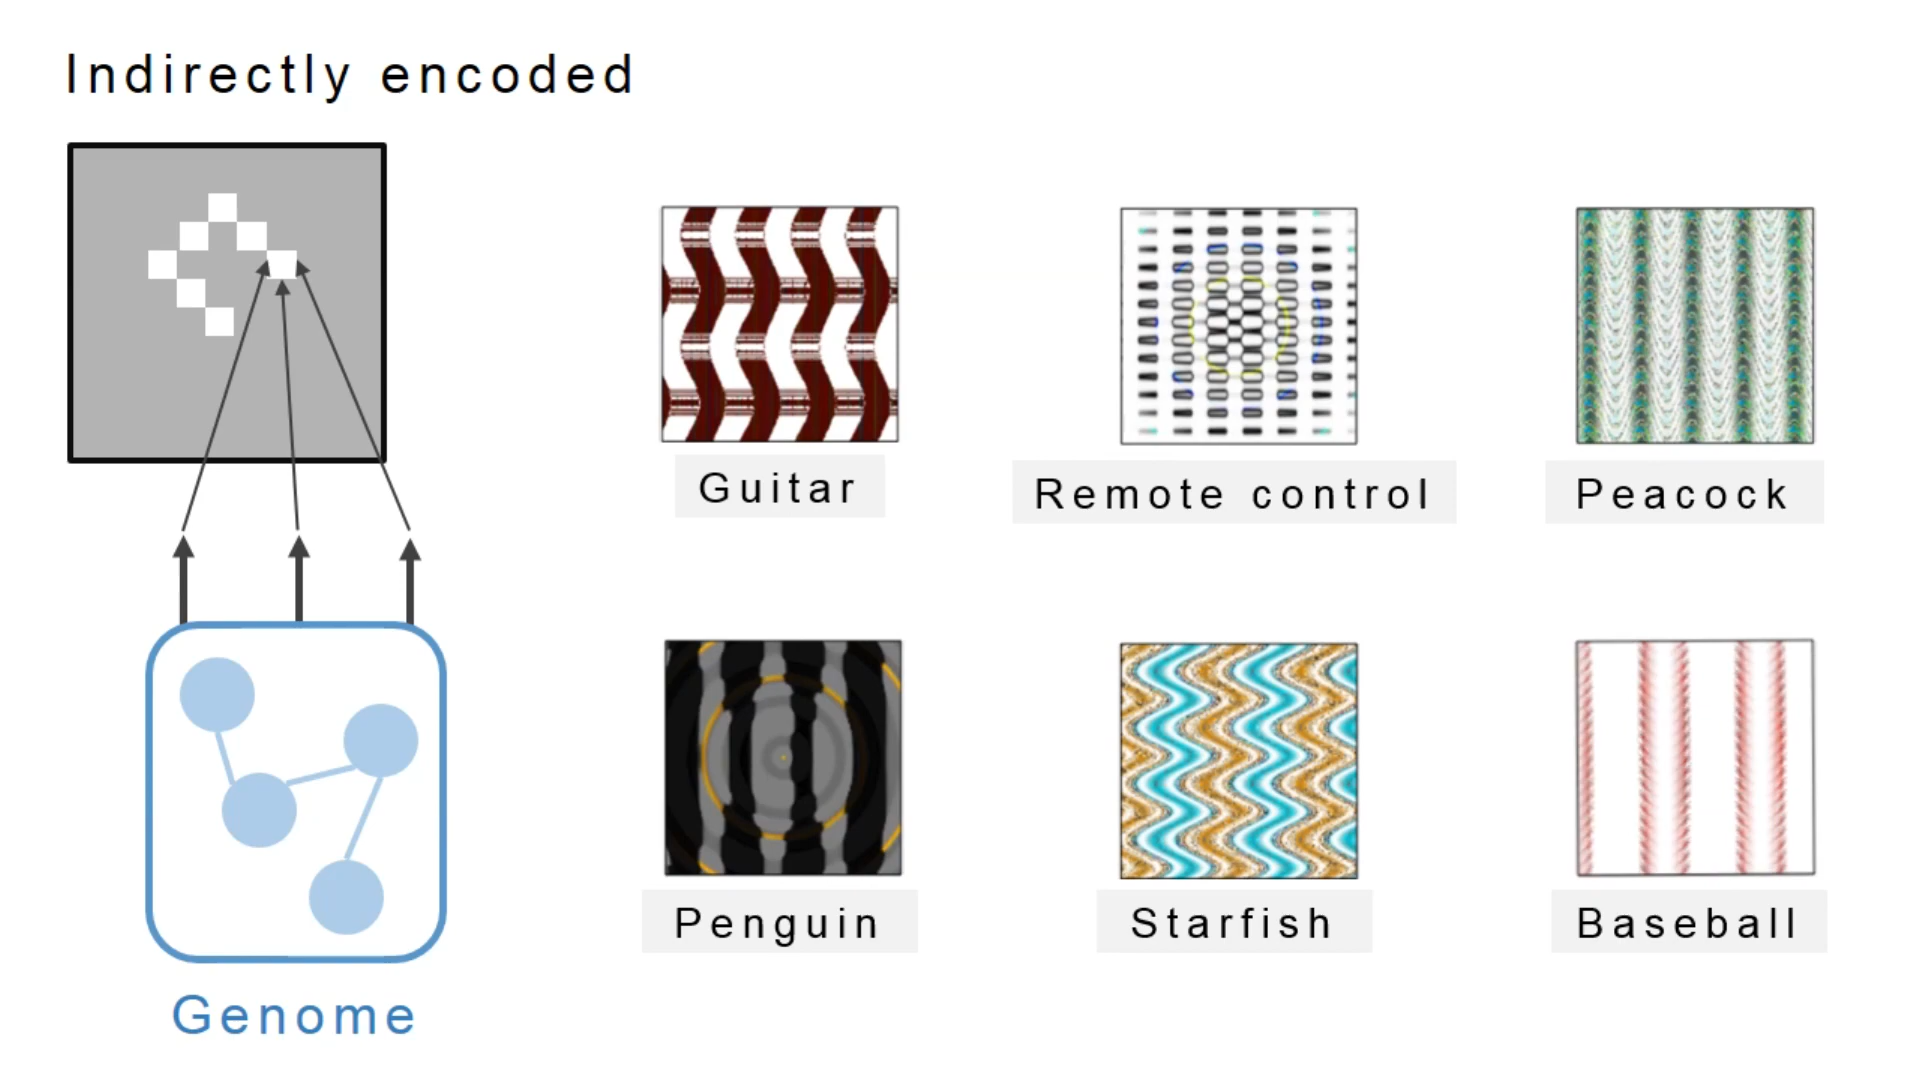 Indirectly encoded
Guitar
Remote control
Peacock
Penguin
Starfish
Baseball
Genome